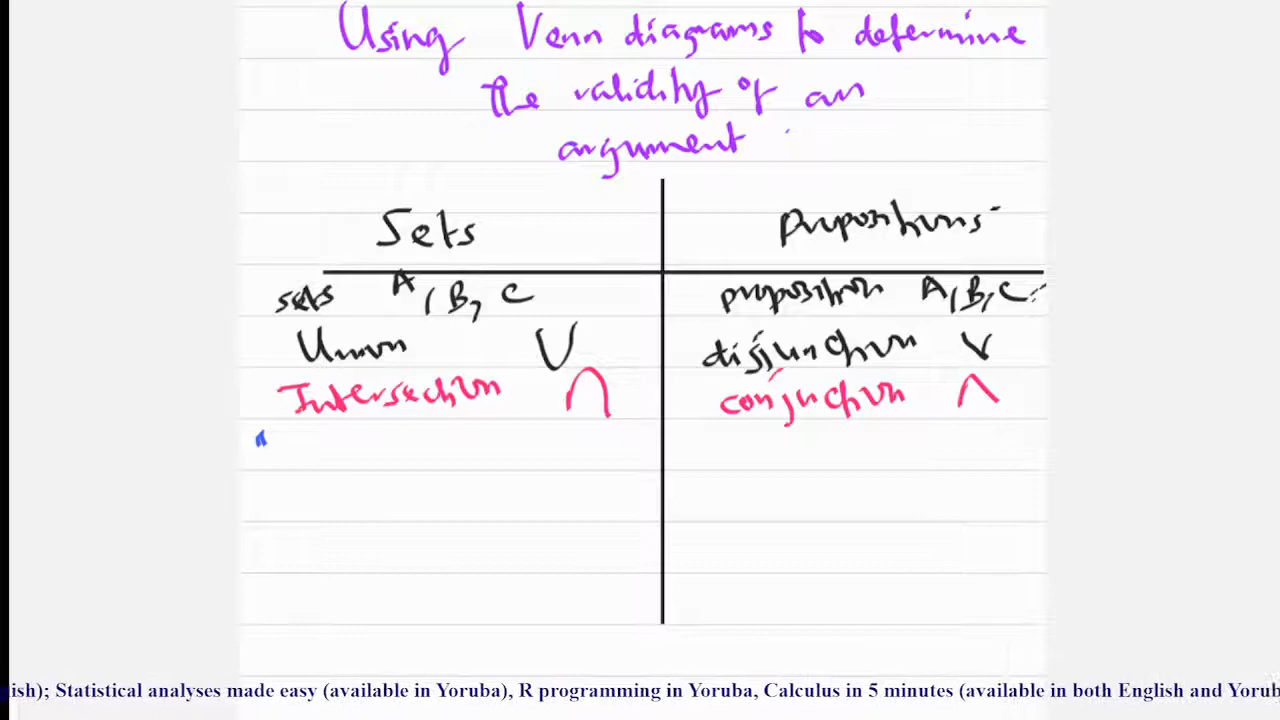 Using Venn diagrams to determine
the validity of an
argument
Sets
Propositions
sets A, B, C
proposition A, B, C
Union ∪
disjunction ∨
Intersection ∩
conjunction ∧
ish); Statistical analyses made easy (available in Yoruba), R programming in Yoruba, Calculus in 5 minutes (available in both English and Yorub